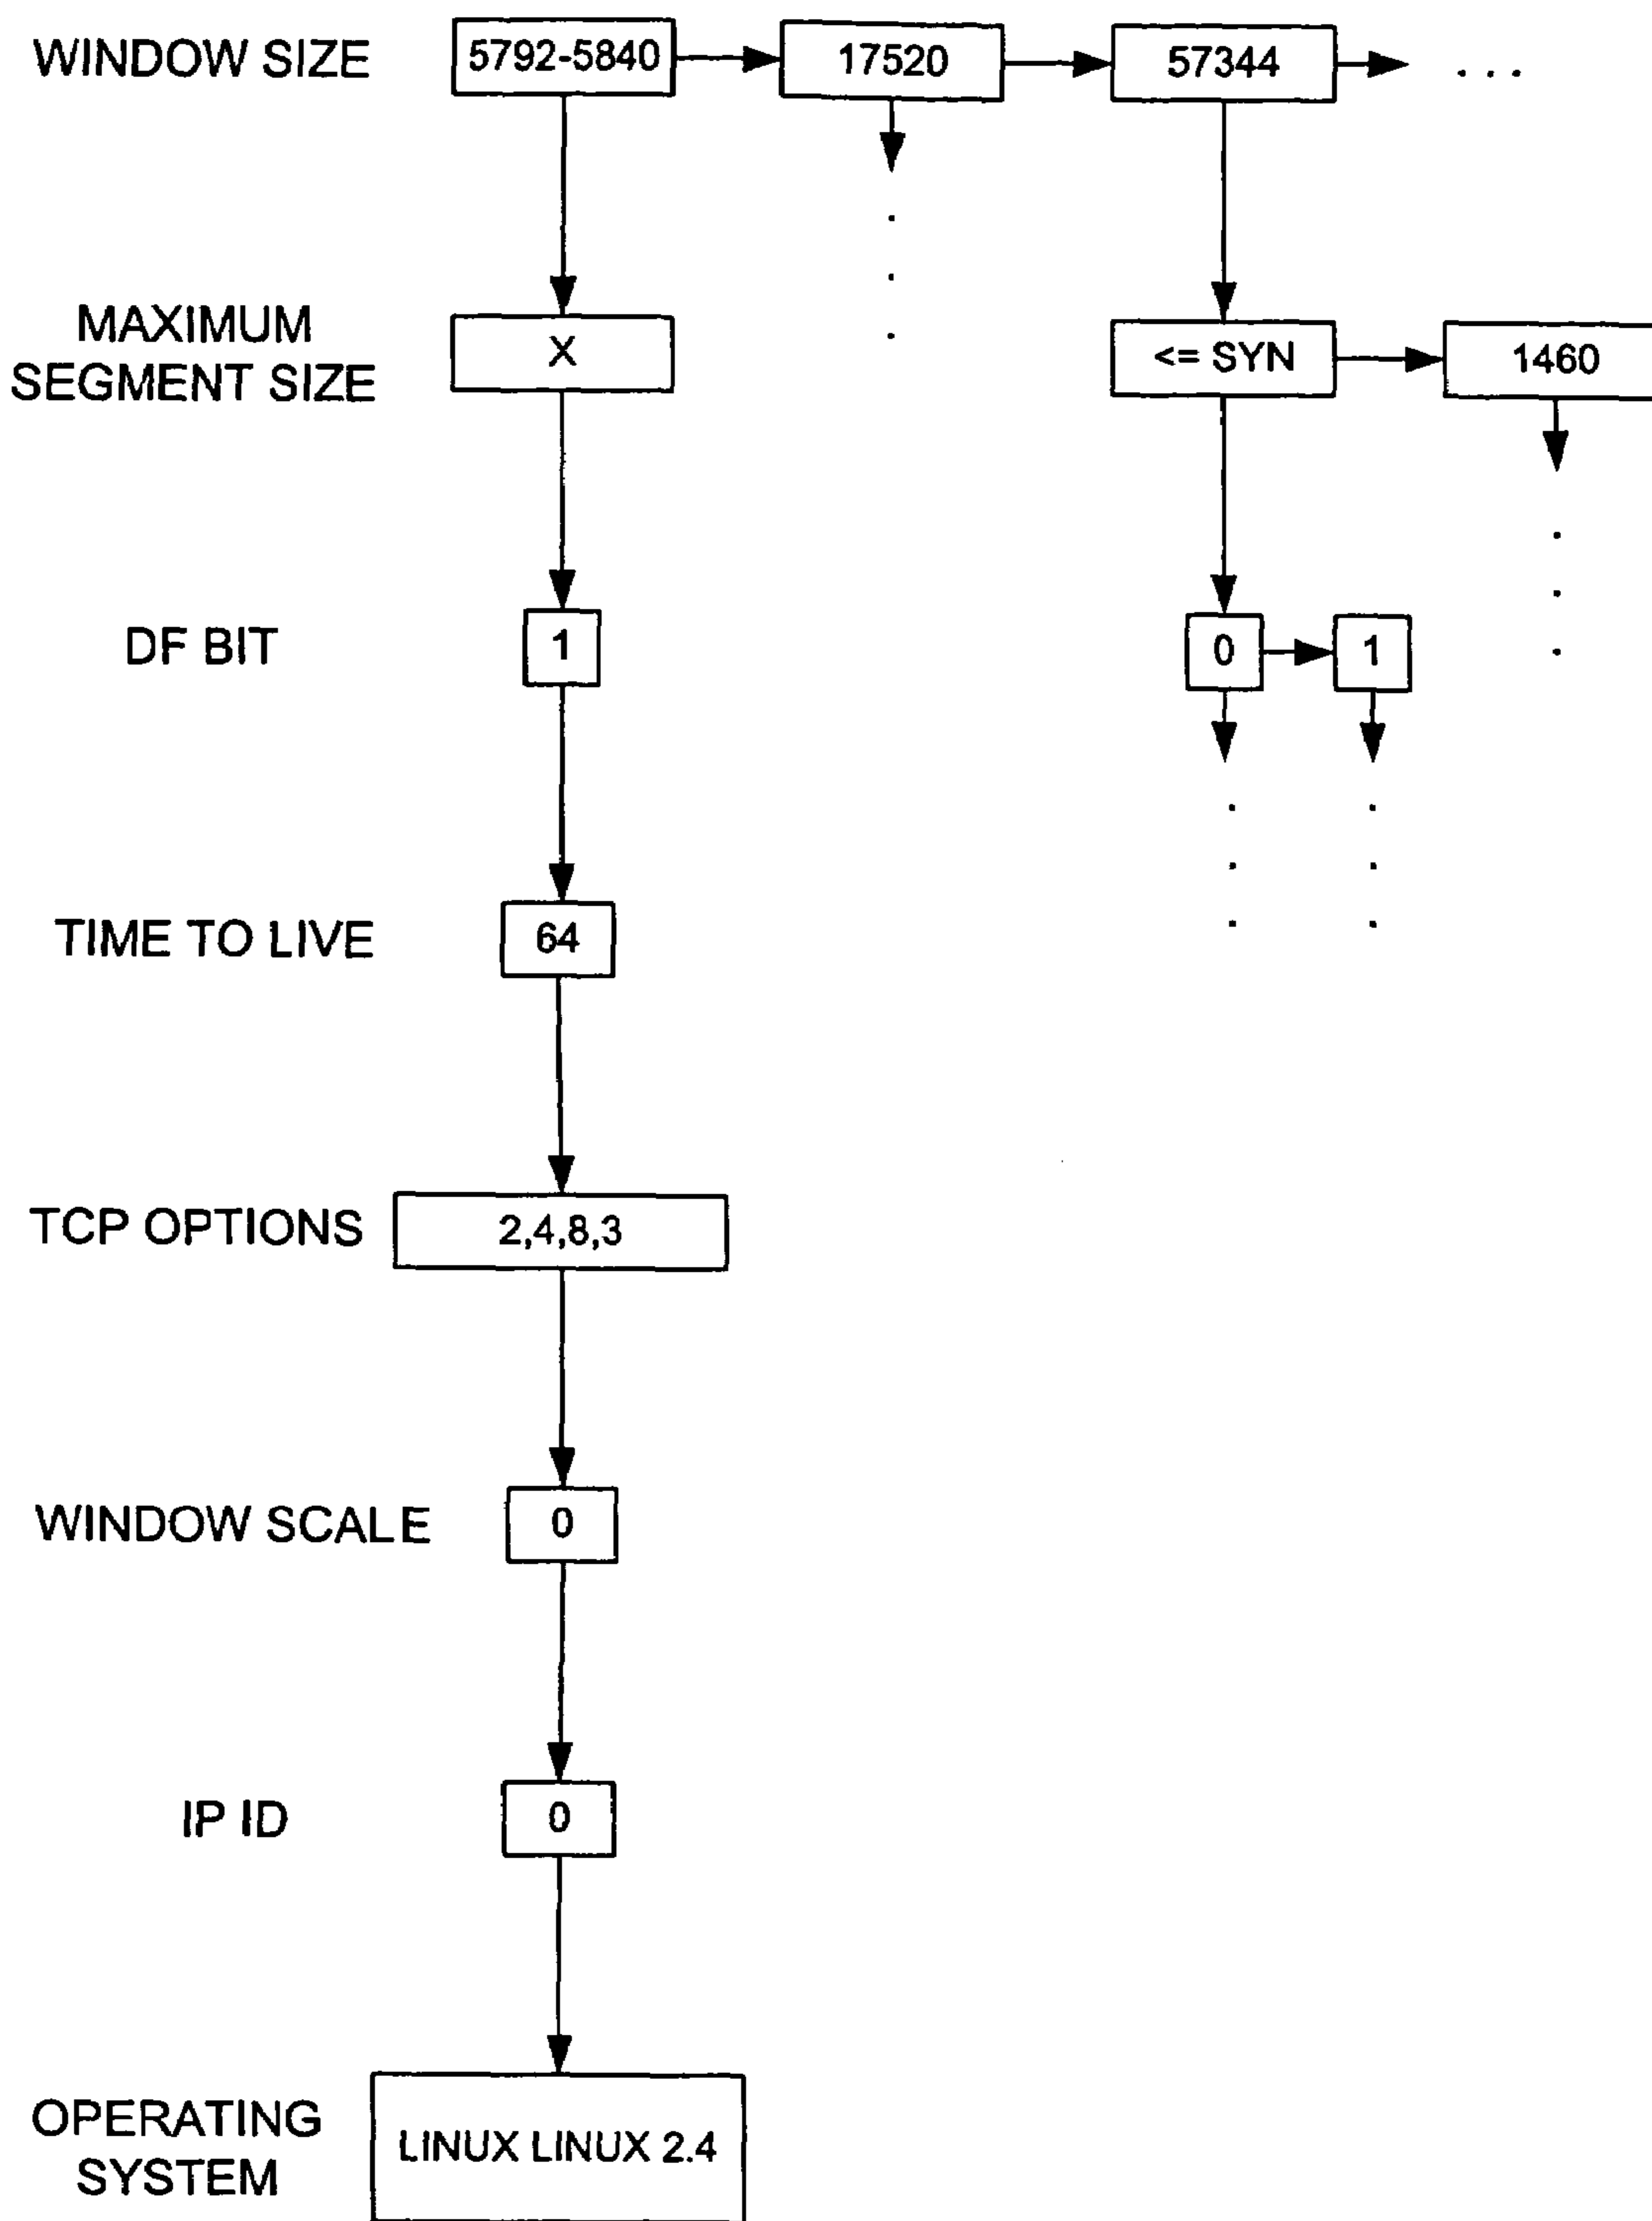 WINDOW SIZE
5792-5840
17520
57344
. . .
MAXIMUM
SEGMENT SIZE
X
<= SYN
1460
DF BIT
1
0
1
TIME TO LIVE
64
TCP OPTIONS
2,4,8,3
WINDOW SCALE
0
IP ID
0
OPERATING
SYSTEM
LINUX LINUX 2.4